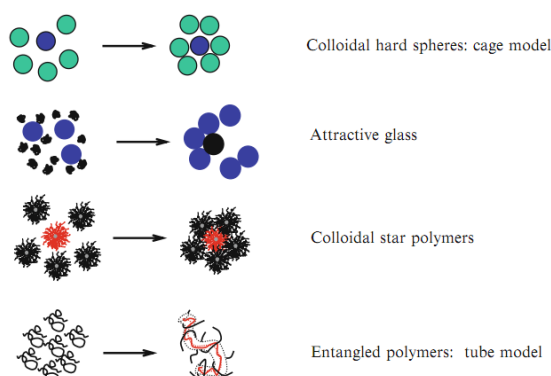 Colloidal hard spheres: cage model
Attractive glass
Colloidal star polymers
Entangled polymers: tube model